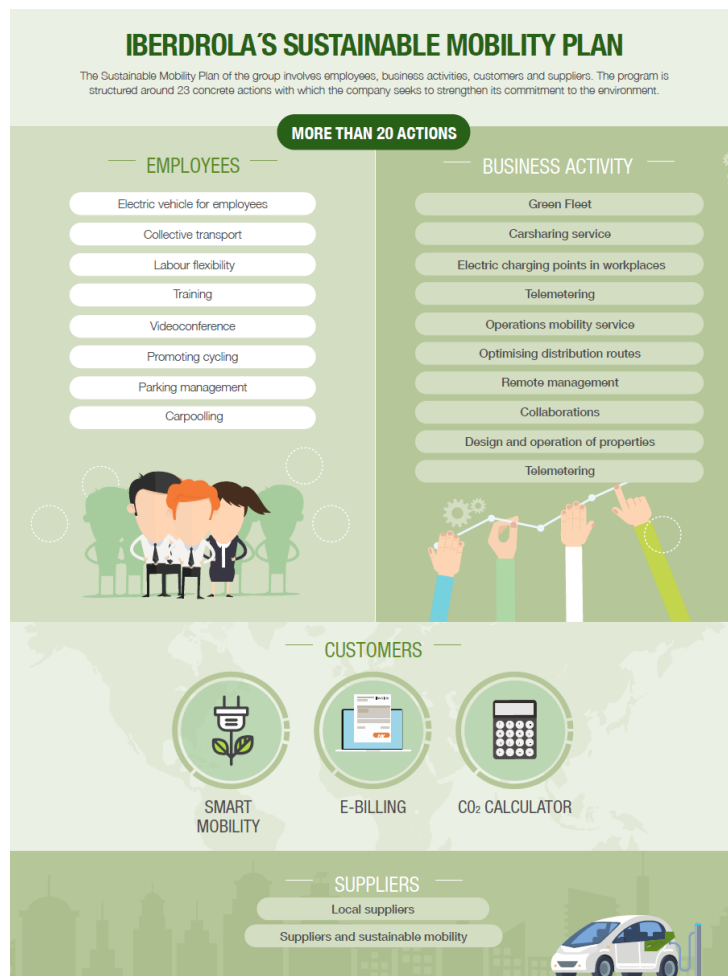 IBERDROLA´S SUSTAINABLE MOBILITY PLAN
The Sustainable Mobility Plan of the group involves employees, business activities, customers and suppliers. The program is
structured around 23 concrete actions with which the company seeks to strengthen its commitment to the environment.
MORE THAN 20 ACTIONS
EMPLOYEES
Electric vehicle for employees
Collective transport
Labour flexibility
Training
Videoconference
Promoting cycling
Parking management
Carpoolling
BUSINESS ACTIVITY
Green Fleet
Carsharing service
Electric charging points in workplaces
Telemetering
Operations mobility service
Optimising distribution routes
Remote management
Collaborations
Design and operation of properties
Telemetering
CUSTOMERS
SMART
MOBILITY
E-BILLING
CO₂ CALCULATOR
SUPPLIERS
Local suppliers
Suppliers and sustainable mobility